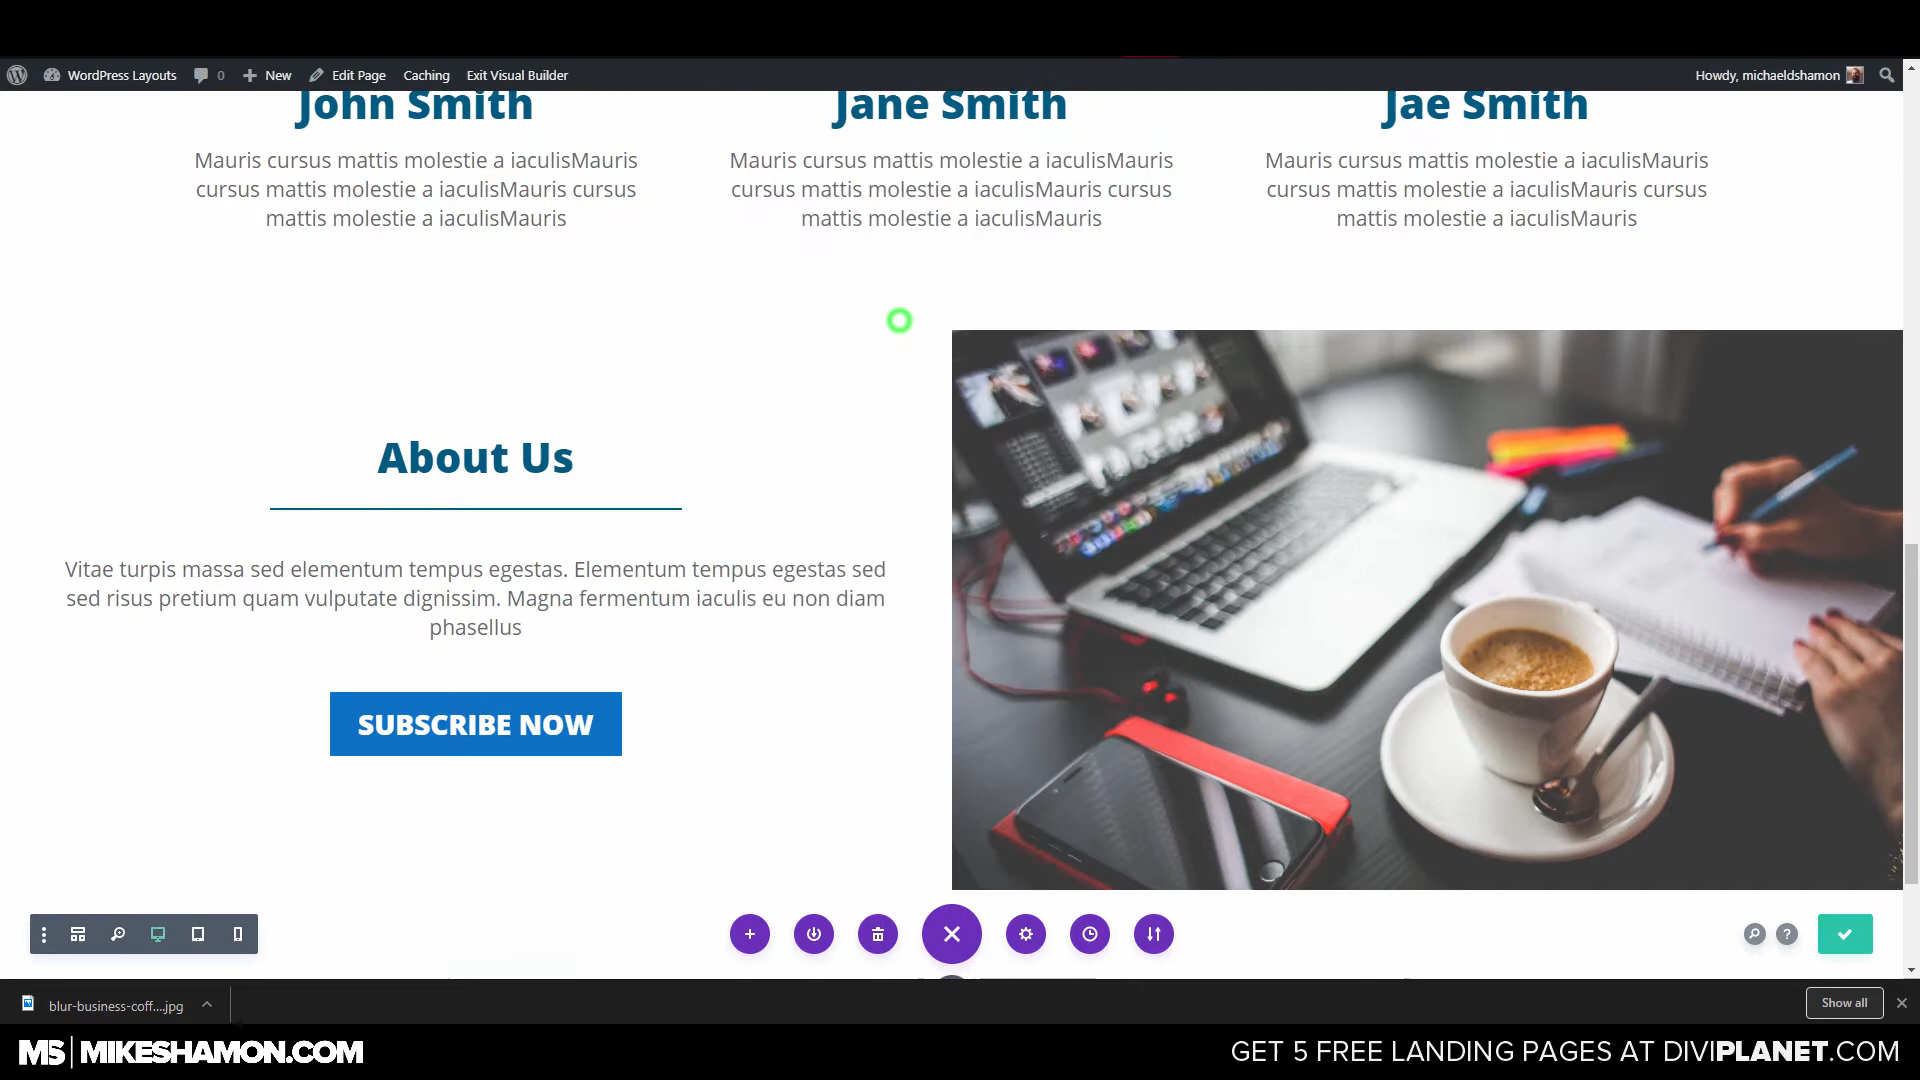 WordPress Layouts 0 New Edit Page Caching Exit Visual Builder Howdy, michaeldshamon
John Smith Jane Smith Jae Smith
Mauris cursus mattis molestie a iaculisMauris
cursus mattis molestie a iaculisMauris cursus
mattis molestie a iaculisMauris
Mauris cursus mattis molestie a iaculisMauris
cursus mattis molestie a iaculisMauris cursus
mattis molestie a iaculisMauris
Mauris cursus mattis molestie a iaculisMauris
cursus mattis molestie a iaculisMauris cursus
mattis molestie a iaculisMauris
About Us
Vitae turpis massa sed elementum tempus egestas. Elementum tempus egestas sed
sed risus pretium quam vulputate dignissim. Magna fermentum iaculis eu non diam
phasellus
SUBSCRIBE NOW
?
blur-business-coff....jpg
Show all
MS MIKESHAMON.COM
GET 5 FREE LANDING PAGES AT DIVIPLANET.COM